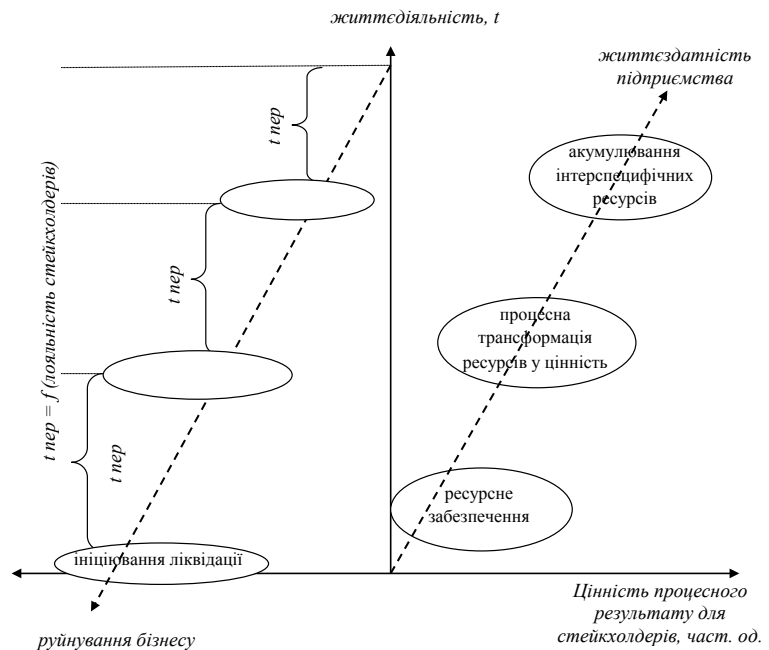 життєдіяльність, t
життєздатність
підприємства
t пер
акумулювання
інтерспецифічних
ресурсів
t пер
t пер = f (лояльність стейкхолдерів)
процесна
трансформація
ресурсів у цінність
t пер
ресурсне
забезпечення
ініціювання ліквідації
Цінність процесного
результату для
стейкхолдерів, част. од.
руйнування бізнесу